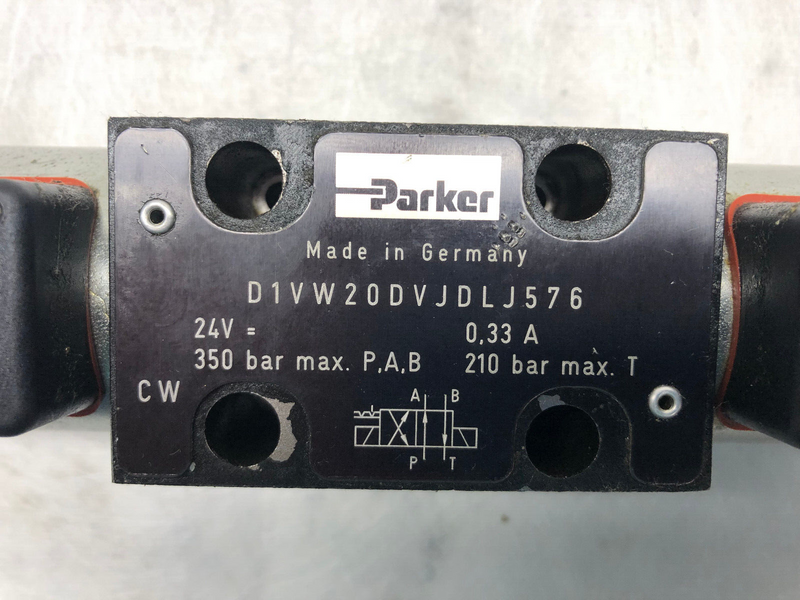 Parker
Made in Germany
D1VW20DVJDLJ576
24V = 0,33 A
350 bar max. P,A,B 210 bar max. T
CW
A B
P T